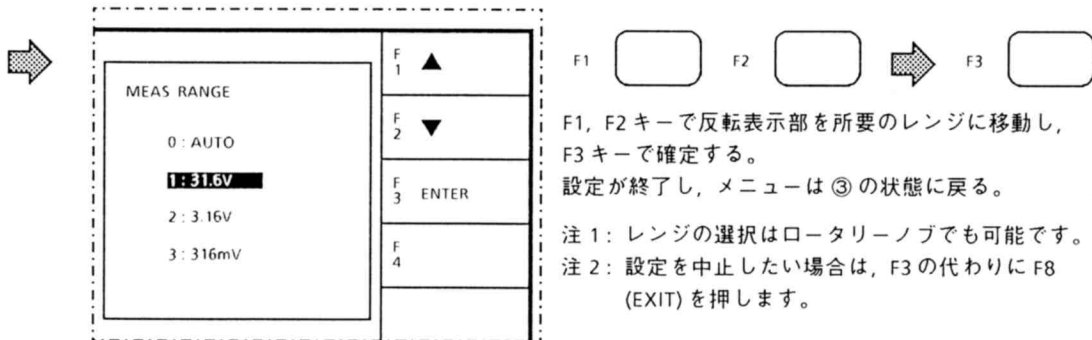 MEAS RANGE
0 : AUTO
1 : 31.6V
2 : 3.16V
3 : 316mV
F1 ▲
F2 ▼
F3 ENTER
F4
F1 F2 F3
F1, F2 キーで反転表示部を所要のレンジに移動し,
F3 キーで確定する。
設定が終了し, メニューは ③ の状態に戻る。
注 1 : レンジの選択はロータリーノブでも可能です。
注 2 : 設定を中止したい場合は, F3 の代わりに F8
(EXIT) を押します。